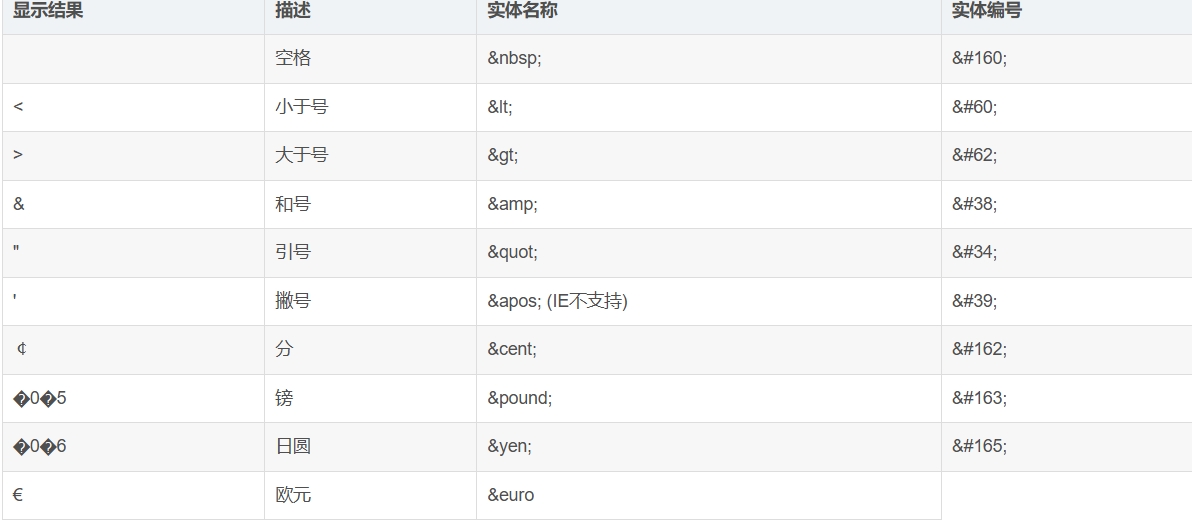 显示结果 描述 实体名称 实体编号
空格 &nbsp; &#160;
< 小于号 &lt; &#60;
> 大于号 &gt; &#62;
& 和号 &amp; &#38;
" 引号 &quot; &#34;
' 撇号 &apos; (IE不支持) &#39;
￠ 分 &cent; &#162;
�0�5 镑 &pound; &#163;
�0�6 日圆 &yen; &#165;
€ 欧元 &euro